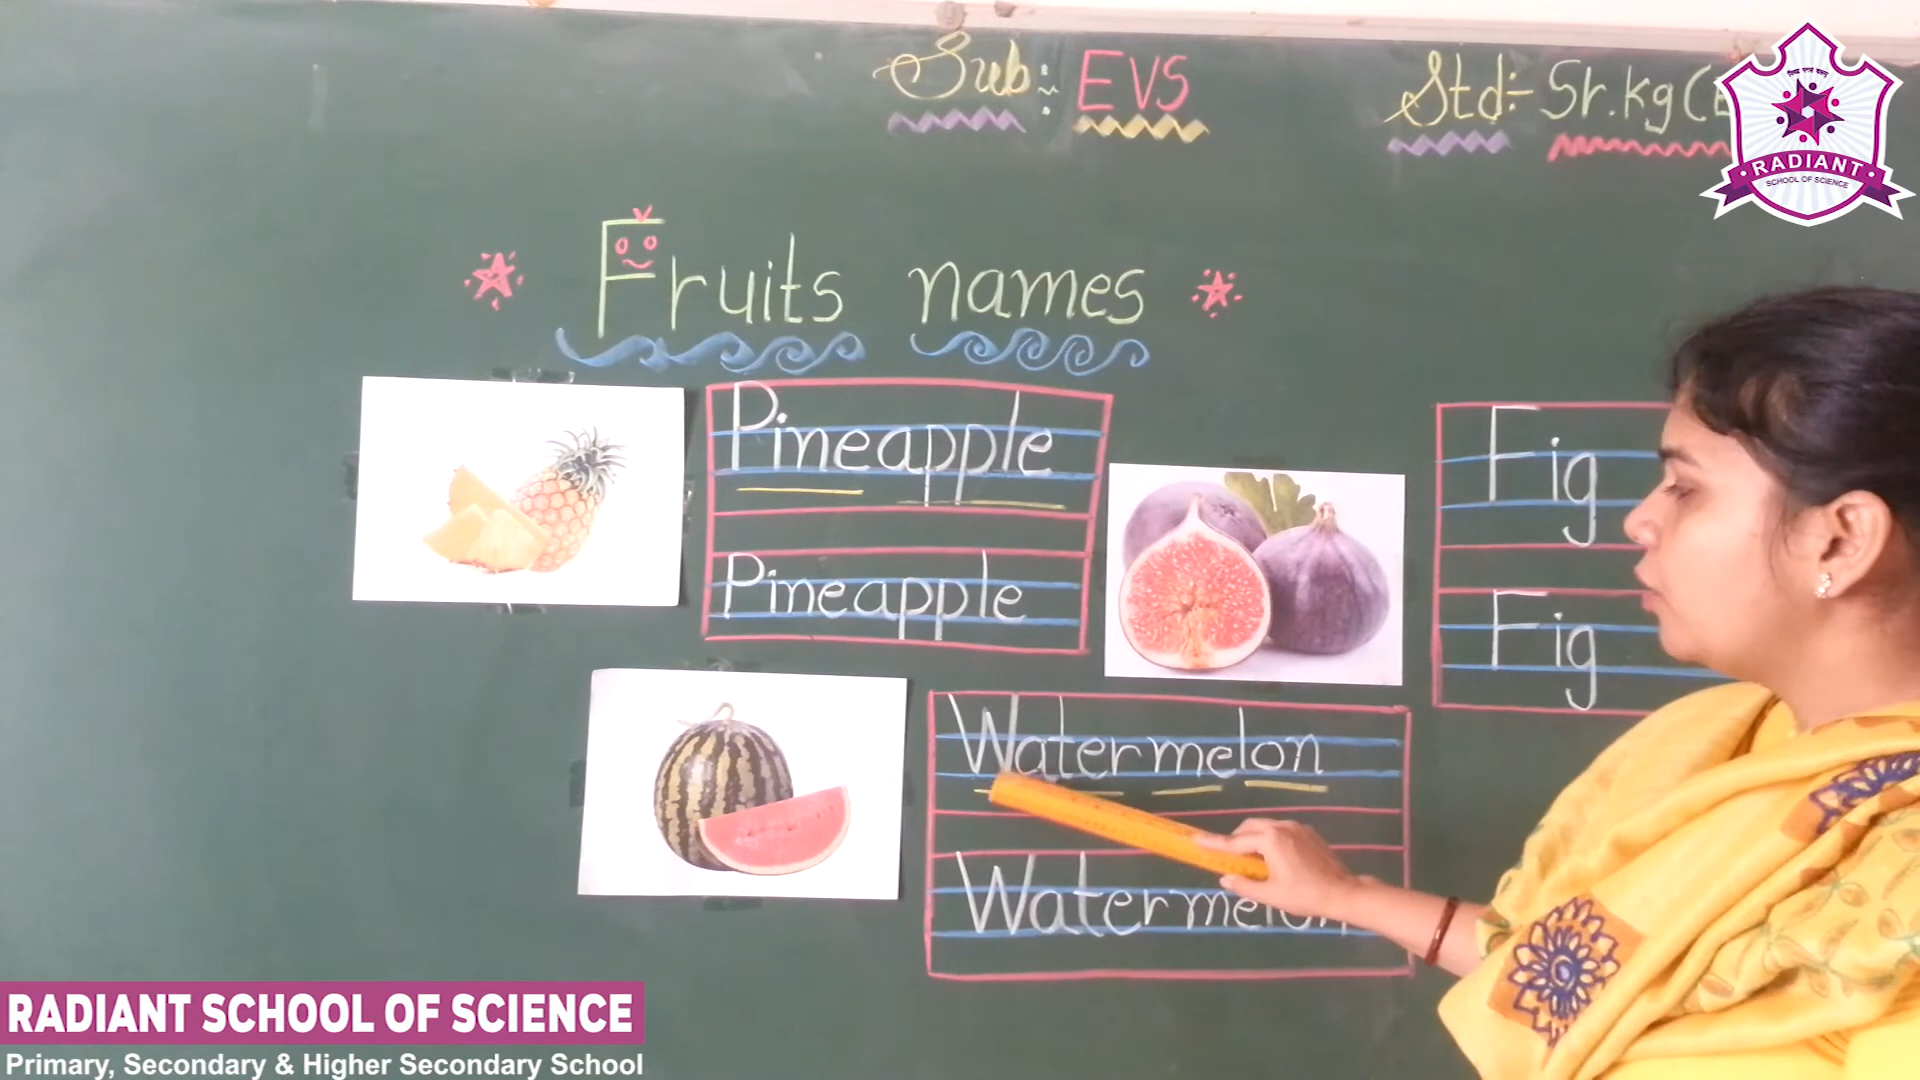 Sub: EVS
Std:- Sr.kg (E
RADIANT
SCHOOL OF SCIENCE
Fruits names
Pineapple
Pineapple
Fig
Fig
Watermelon
Watermelon
RADIANT SCHOOL OF SCIENCE
Primary, Secondary & Higher Secondary School